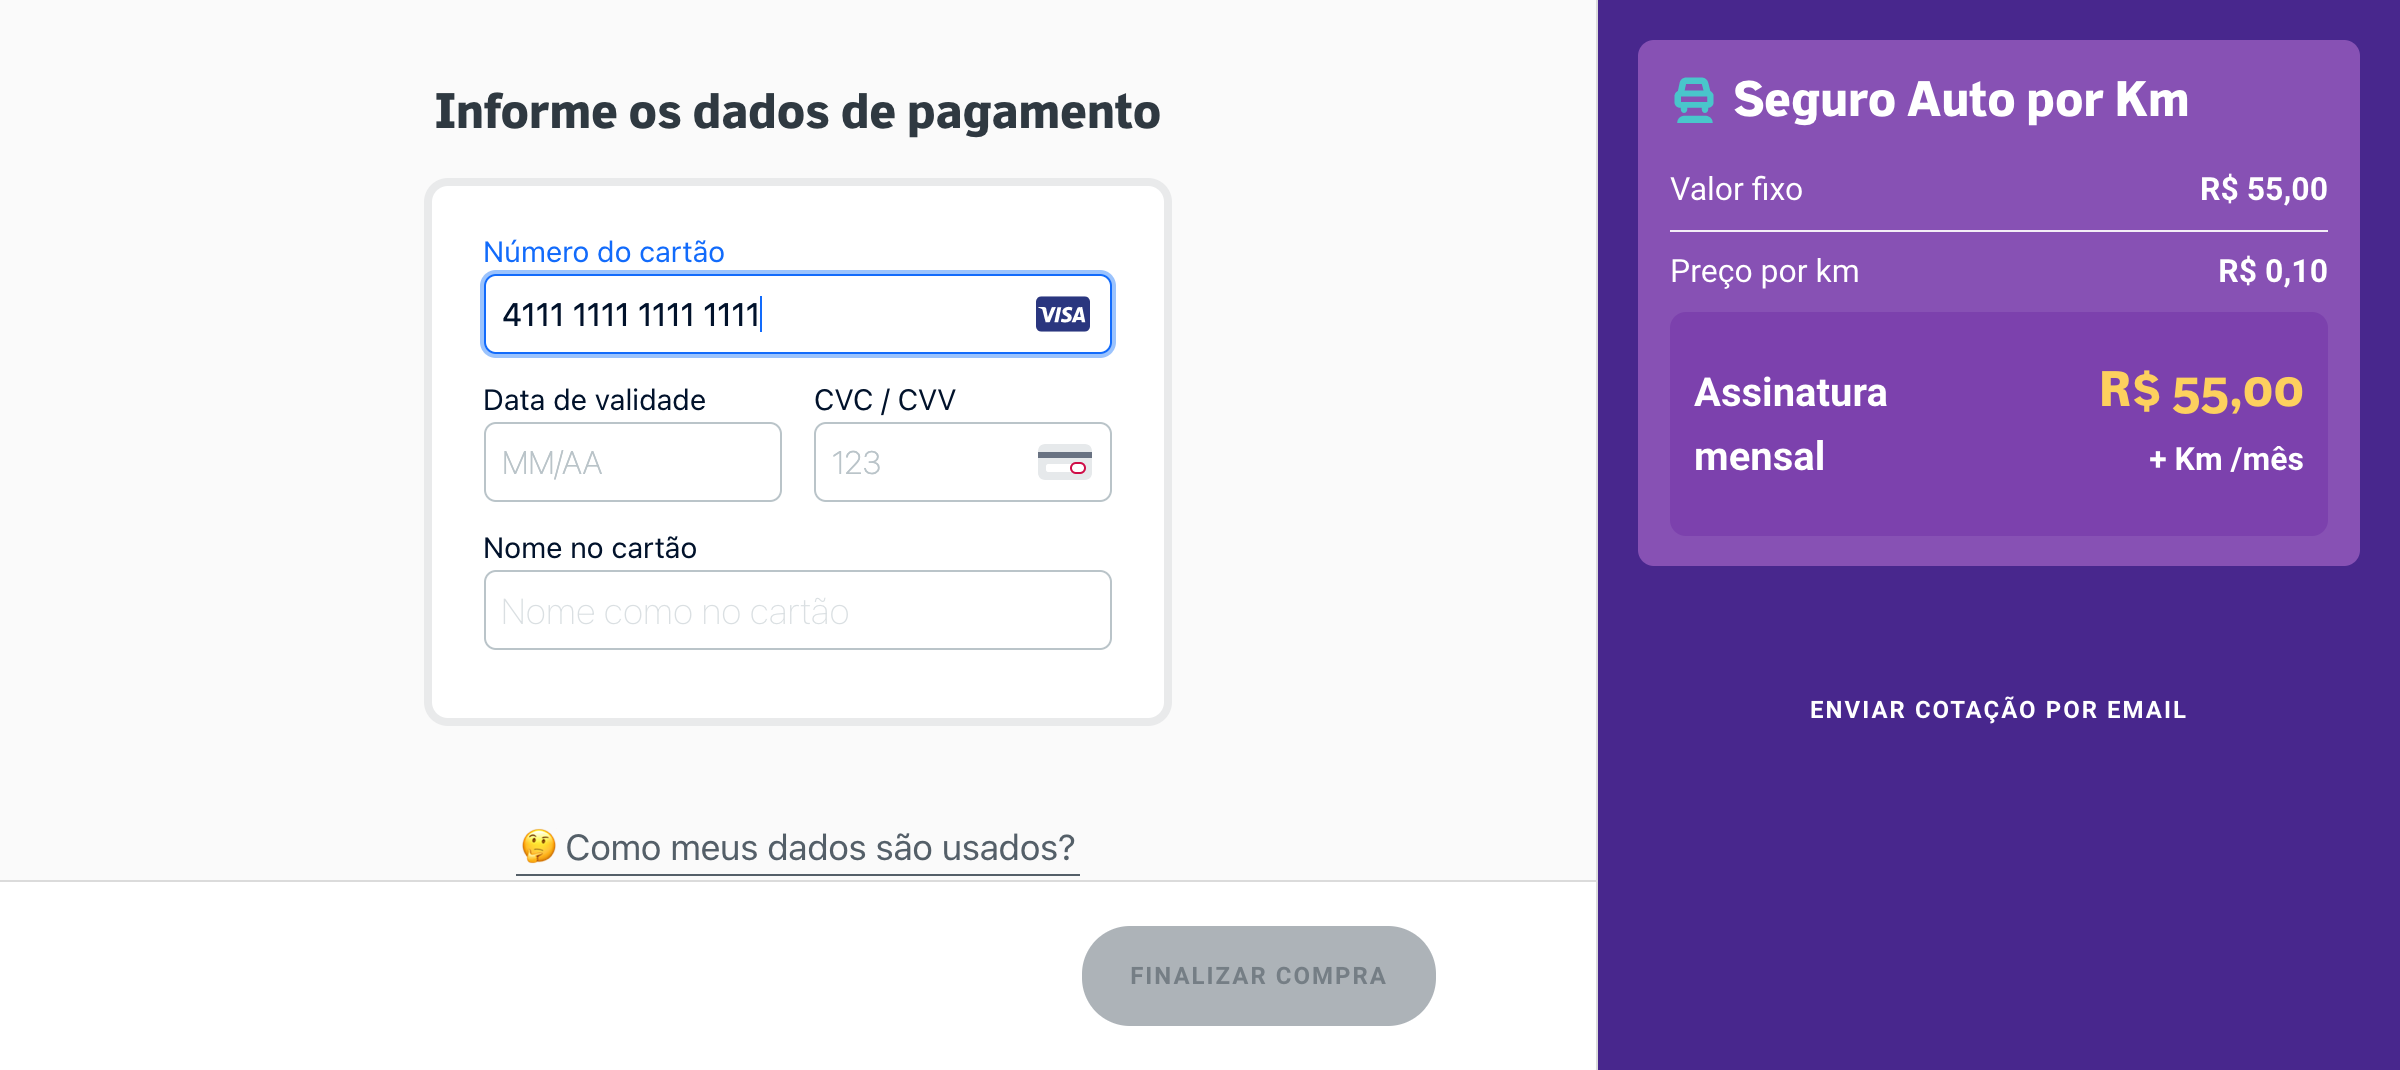 Informe os dados de pagamento
Número do cartão
4111 1111 1111 1111
VISA
Data de validade
CVC / CVV
MM/AA
123
Nome no cartão
Nome como no cartão
🤔 Como meus dados são usados?
FINALIZAR COMPRA
Seguro Auto por Km
Valor fixo R$ 55,00
Preço por km R$ 0,10
Assinatura mensal
R$ 55,00
+ Km /mês
ENVIAR COTAÇÃO POR EMAIL